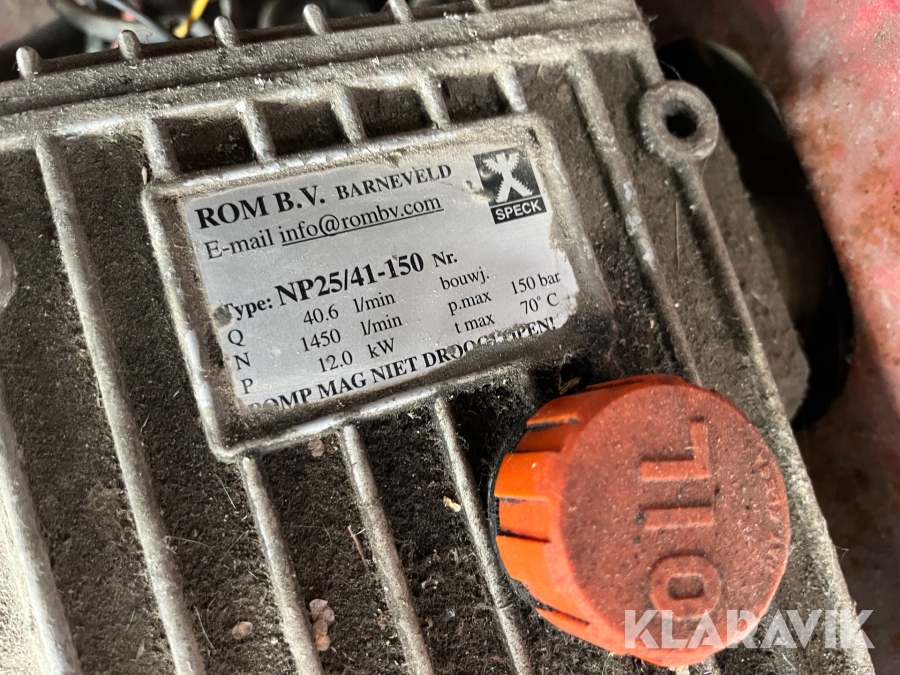 ROM B.V. BARNEVELD
E-mail info@rombv.com
SPECK
Type: NP25/41-150 Nr.
Q 40.6 l/min bouwj.
N 1450 l/min p.max 150 bar
P 12.0 kW t max 70° C
POMP MAG NIET DROOGLOPEN!
OIL
KLARAVIK